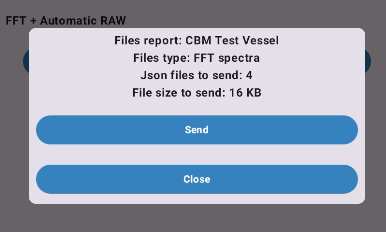 FFT + Automatic RAW
Files report: CBM Test Vessel
Files type: FFT spectra
Json files to send: 4
File size to send: 16 KB
Send
Close